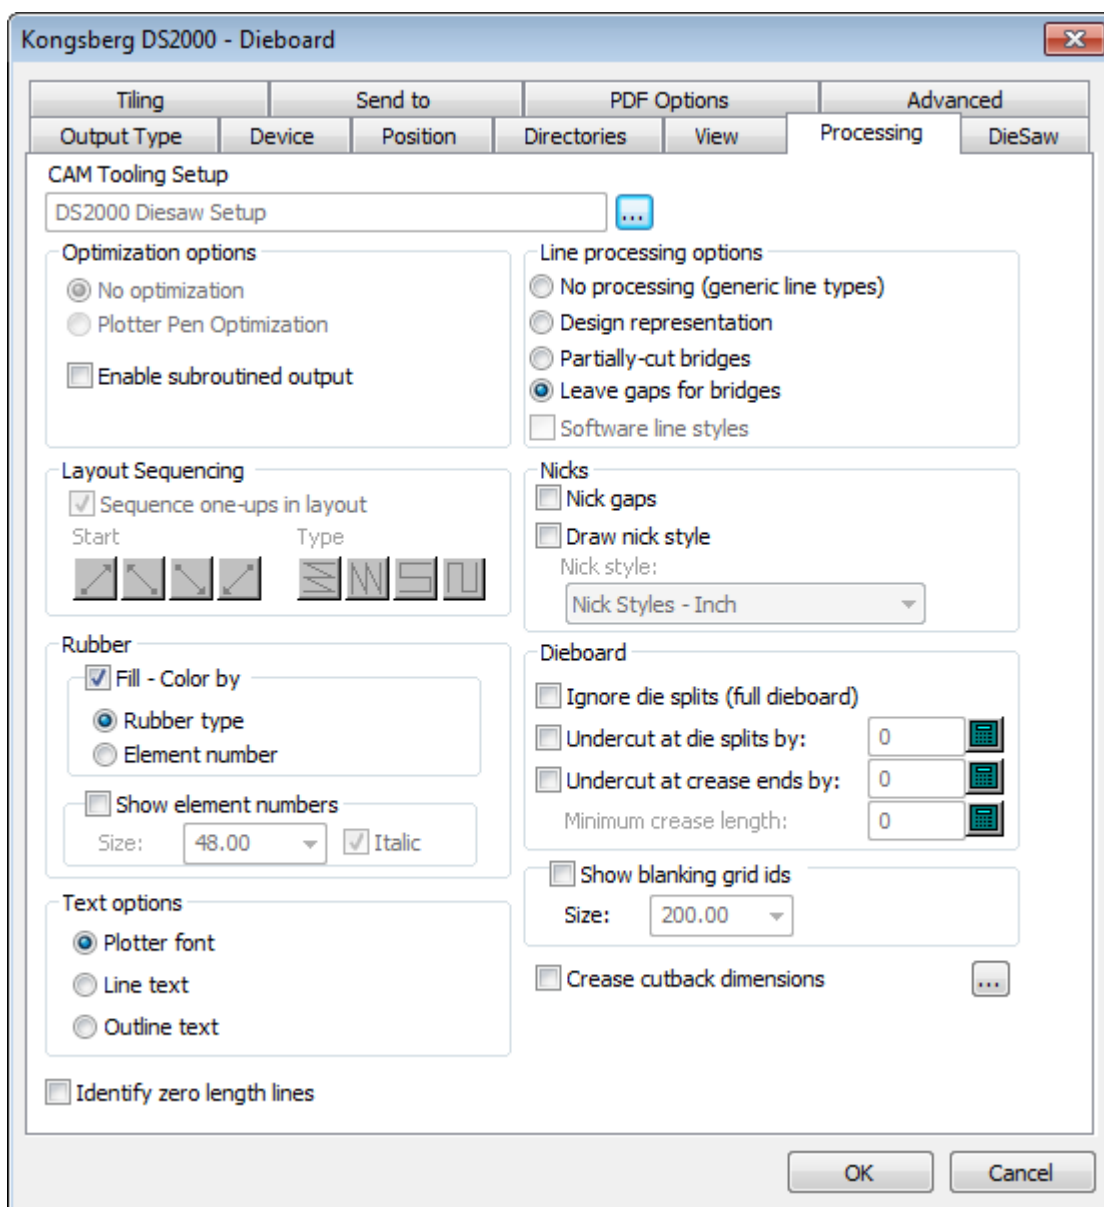 Kongsberg DS2000 - Dieboard
Tiling Send to PDF Options Advanced
Output Type Device Position Directories View Processing DieSaw
CAM Tooling Setup
DS2000 Diesaw Setup ...
Optimization options
No optimization
Plotter Pen Optimization
Enable subroutined output
Line processing options
No processing (generic line types)
Design representation
Partially-cut bridges
Leave gaps for bridges
Software line styles
Layout Sequencing
Sequence one-ups in layout
Start Type
Nicks
Nick gaps
Draw nick style
Nick style:
Nick Styles - Inch
Rubber
Fill - Color by
Rubber type
Element number
Show element numbers
Size: 48.00 Italic
Dieboard
Ignore die splits (full dieboard)
Undercut at die splits by: 0
Undercut at crease ends by: 0
Minimum crease length: 0
Show blanking grid ids
Size: 200.00
Text options
Plotter font
Line text
Outline text
Crease cutback dimensions ...
Identify zero length lines
OK Cancel